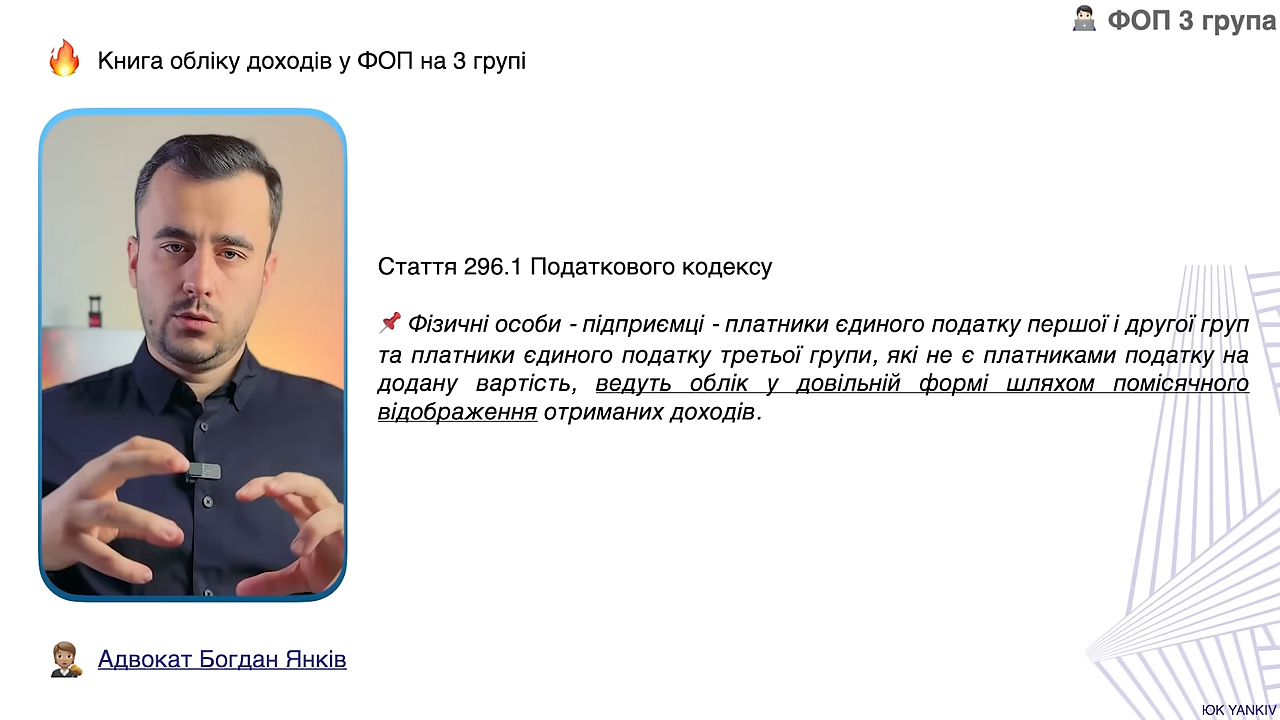 ФОП 3 група
Книга обліку доходів у ФОП на 3 групі
Стаття 296.1 Податкового кодексу
Фізичні особи - підприємці - платники єдиного податку першої і другої груп
та платники єдиного податку третьої групи, які не є платниками податку на
додану вартість, ведуть облік у довільній формі шляхом помісячного
відображення отриманих доходів.
Адвокат Богдан Янків
ЮК YANKIV